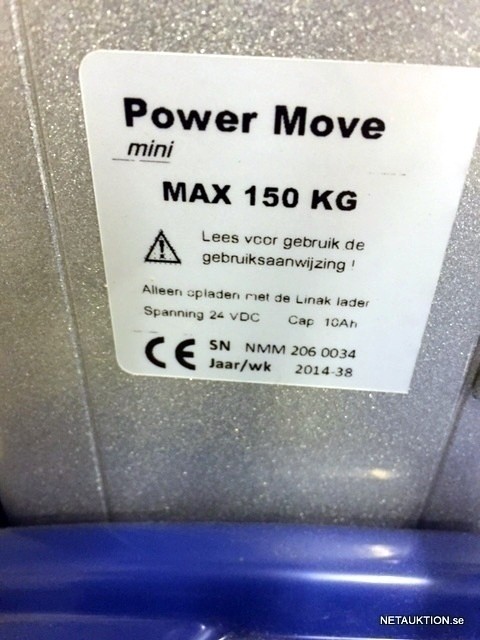 Power Move
mini
MAX 150 KG
Lees voor gebruik de
gebruiksaanwijzing !
Alleen opladen met de Linak lader
Spanning 24 VDC Cap 10Ah
CE SN NMM 206 0034
Jaar/wk 2014-38
NETAUKTION.se